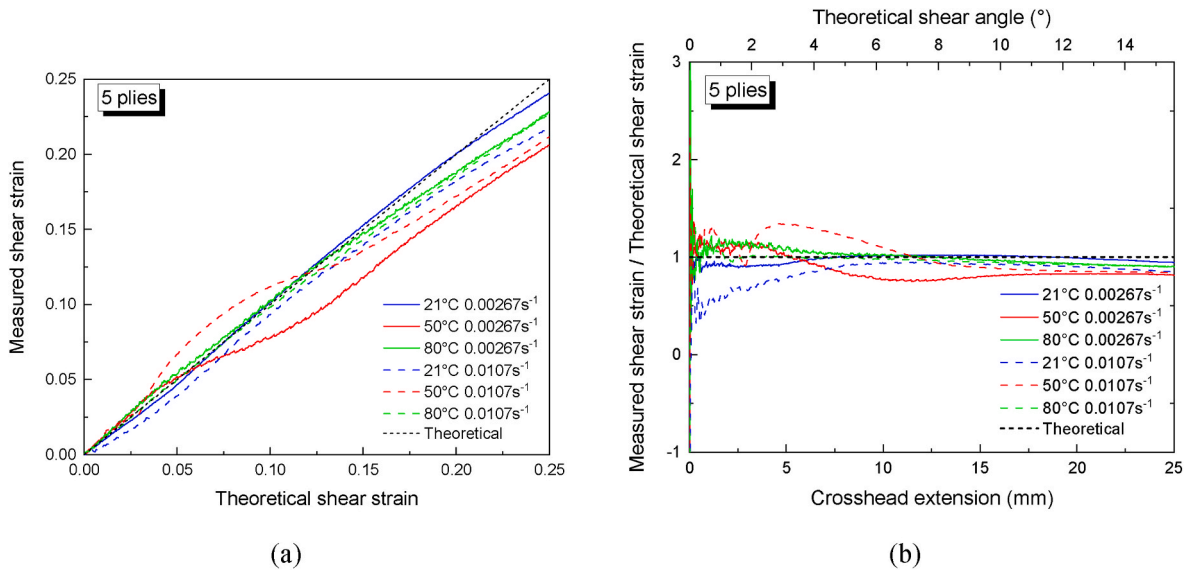 5 plies
Measured shear strain
0.25
0.20
0.15
0.10
0.05
0.00
21°C 0.00267s⁻¹
50°C 0.00267s⁻¹
80°C 0.00267s⁻¹
21°C 0.0107s⁻¹
50°C 0.0107s⁻¹
80°C 0.0107s⁻¹
Theoretical
0.00 0.05 0.10 0.15 0.20 0.25
Theoretical shear strain
(a)
Theoretical shear angle (°)
0 2 4 6 8 10 12 14
5 plies
Measured shear strain / Theoretical shear strain
3
2
1
0
-1
21°C 0.00267s⁻¹
50°C 0.00267s⁻¹
80°C 0.00267s⁻¹
21°C 0.0107s⁻¹
50°C 0.0107s⁻¹
80°C 0.0107s⁻¹
Theoretical
0 5 10 15 20 25
Crosshead extension (mm)
(b)